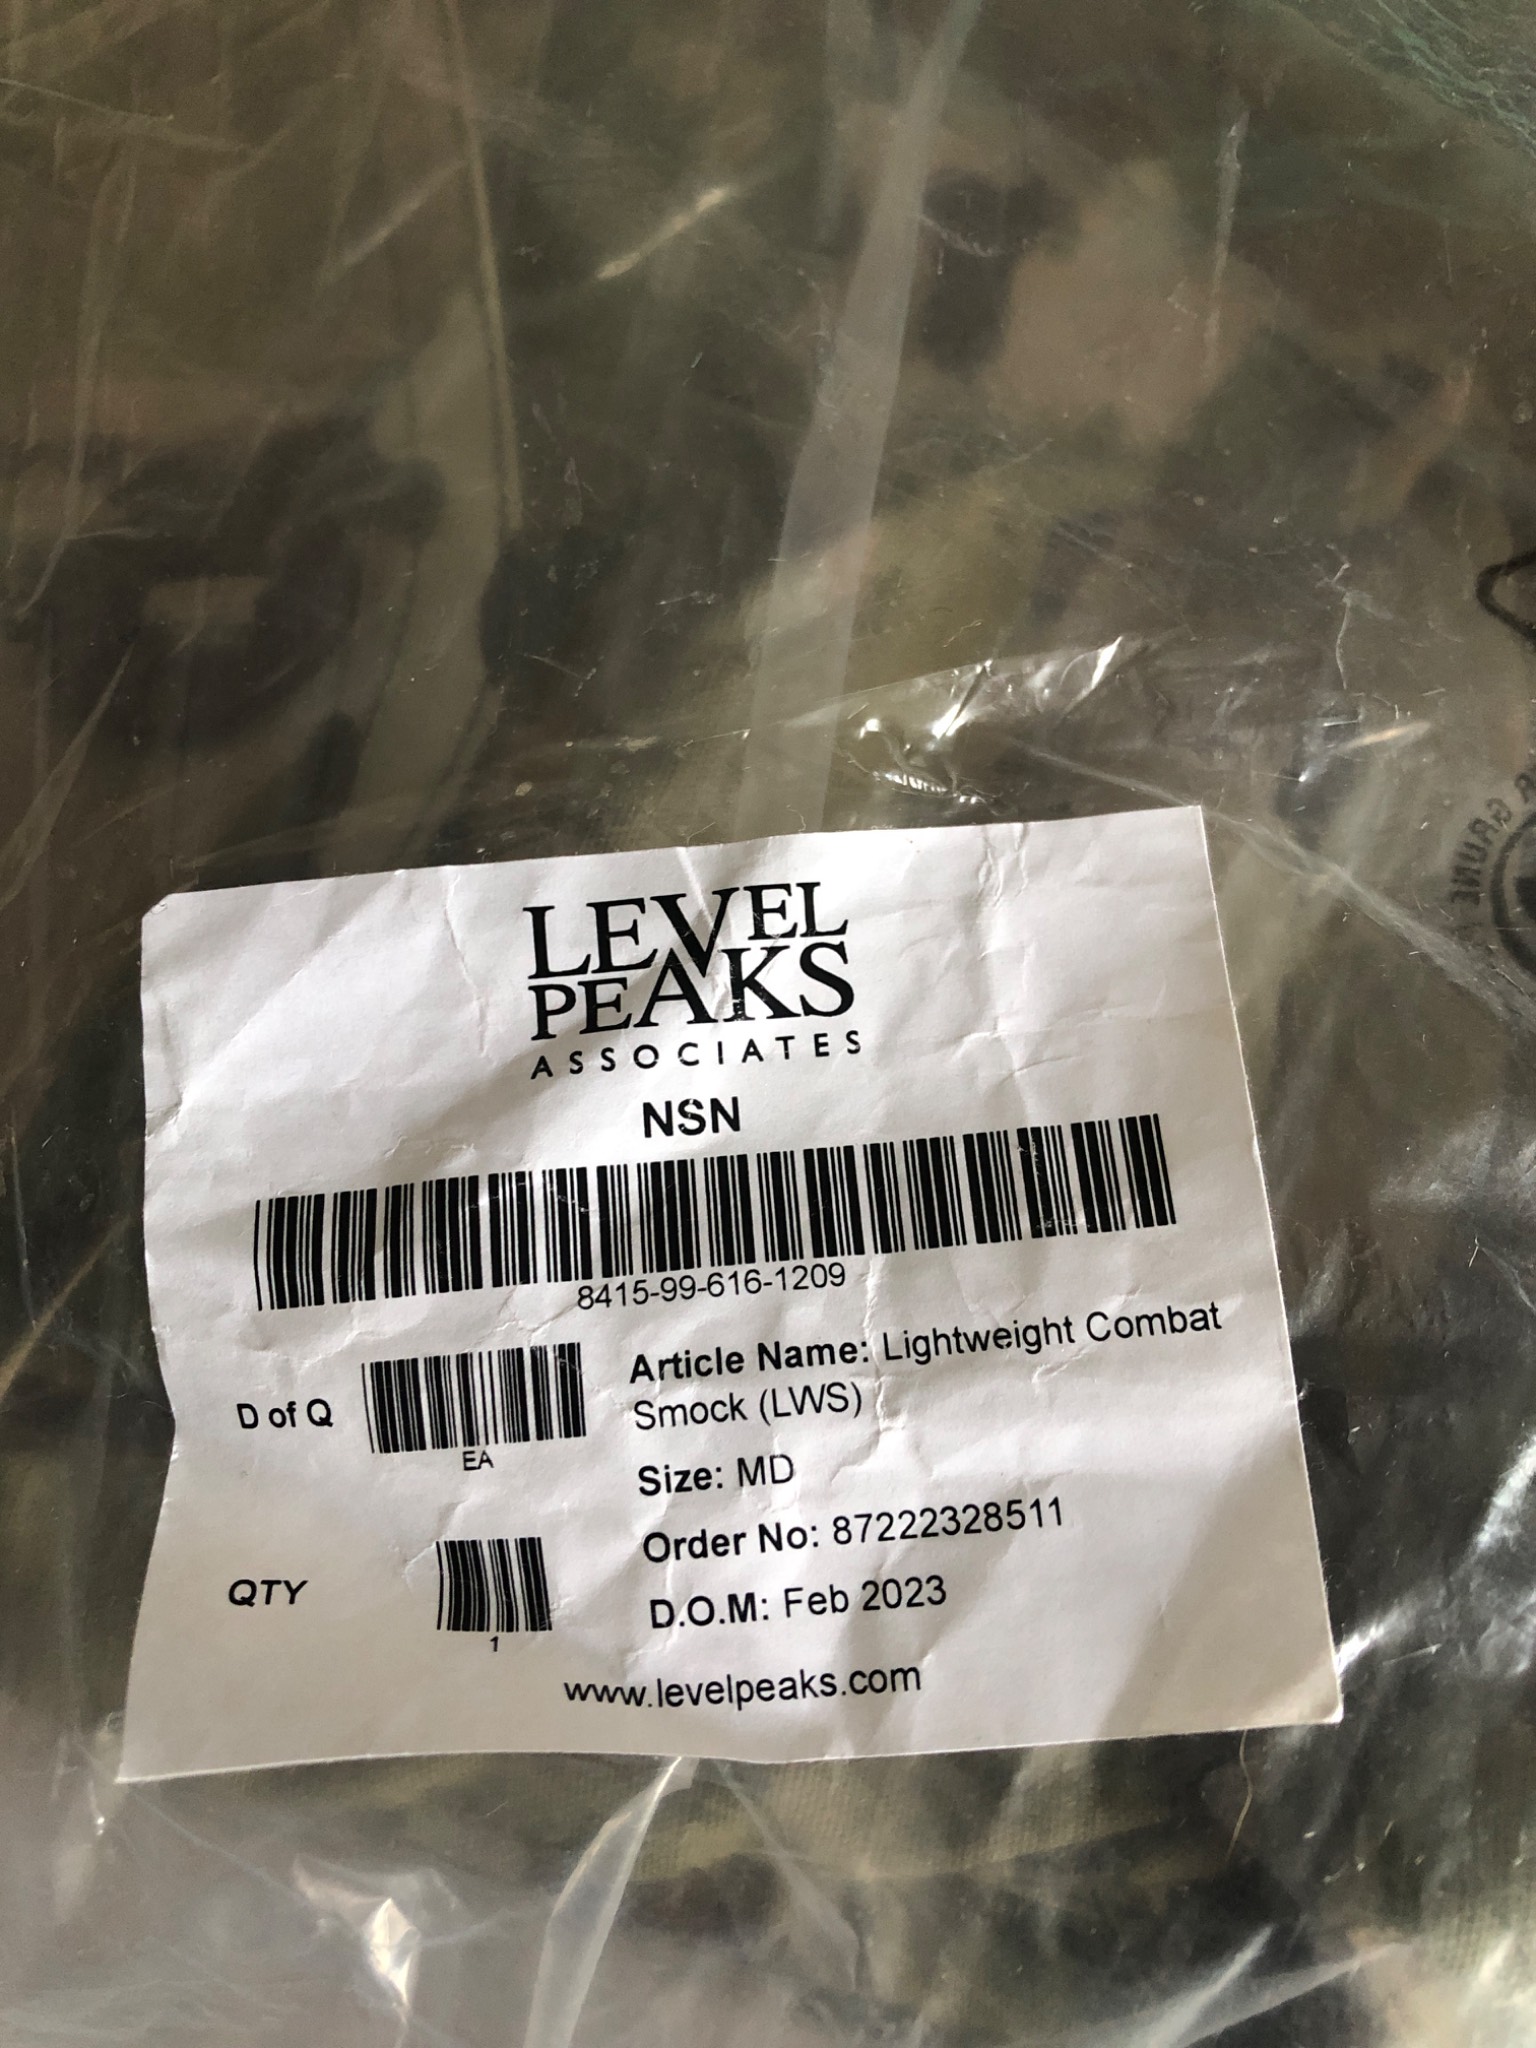 LEVEL
PEAKS
ASSOCIATES
NSN
8415-99-616-1209
D of Q
EA
Article Name: Lightweight Combat
Smock (LWS)
Size: MD
Order No: 87222328511
QTY
1
D.O.M: Feb 2023
www.levelpeaks.com